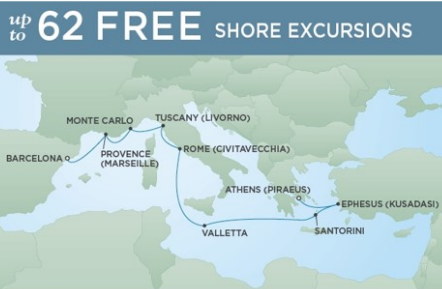 up to 62 FREE SHORE EXCURSIONS
MONTE CARLO
TUSCANY (LIVORNO)
BARCELONA
PROVENCE
(MARSEILLE)
ROME (CIVITAVECCHIA)
ATHENS (PIRAEUS)
EPHESUS (KUSADASI)
VALLETTA
SANTORINI